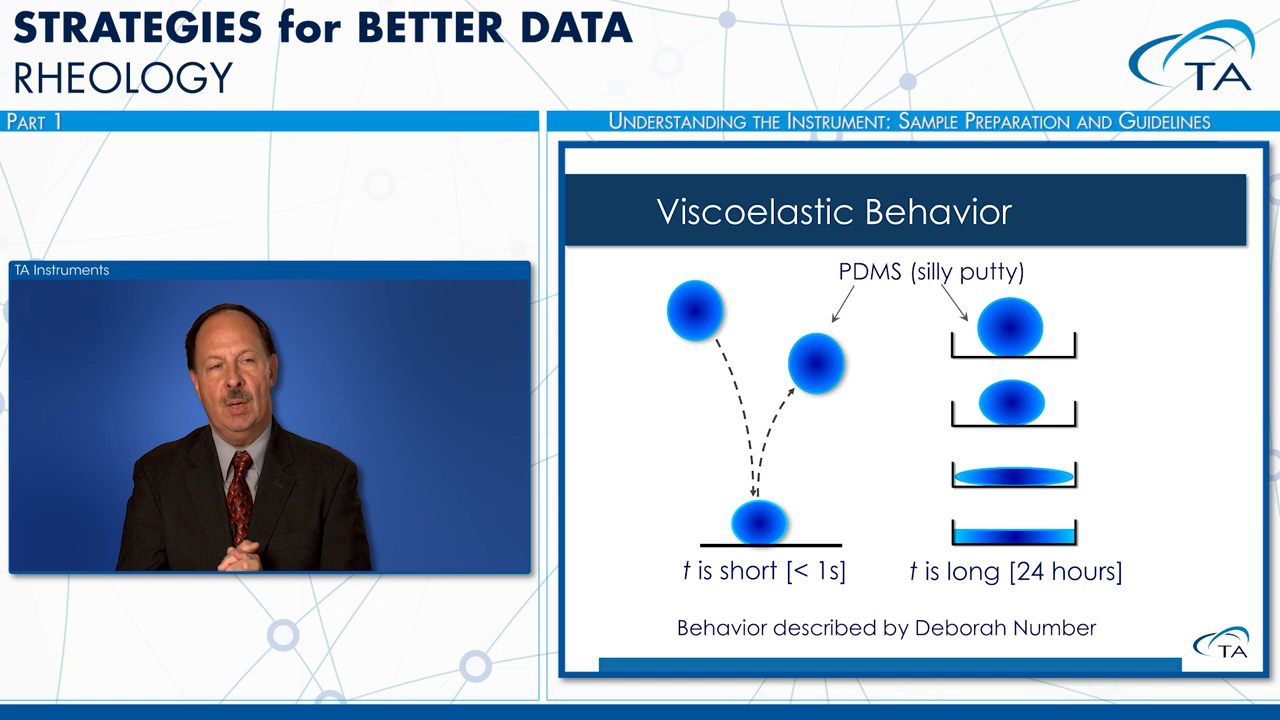 STRATEGIES for BETTER DATA
RHEOLOGY
TA
PART 1
UNDERSTANDING THE INSTRUMENT: SAMPLE PREPARATION AND GUIDELINES
TA Instruments
Viscoelastic Behavior
PDMS (silly putty)
t is short [< 1s]
t is long [24 hours]
Behavior described by Deborah Number
TA